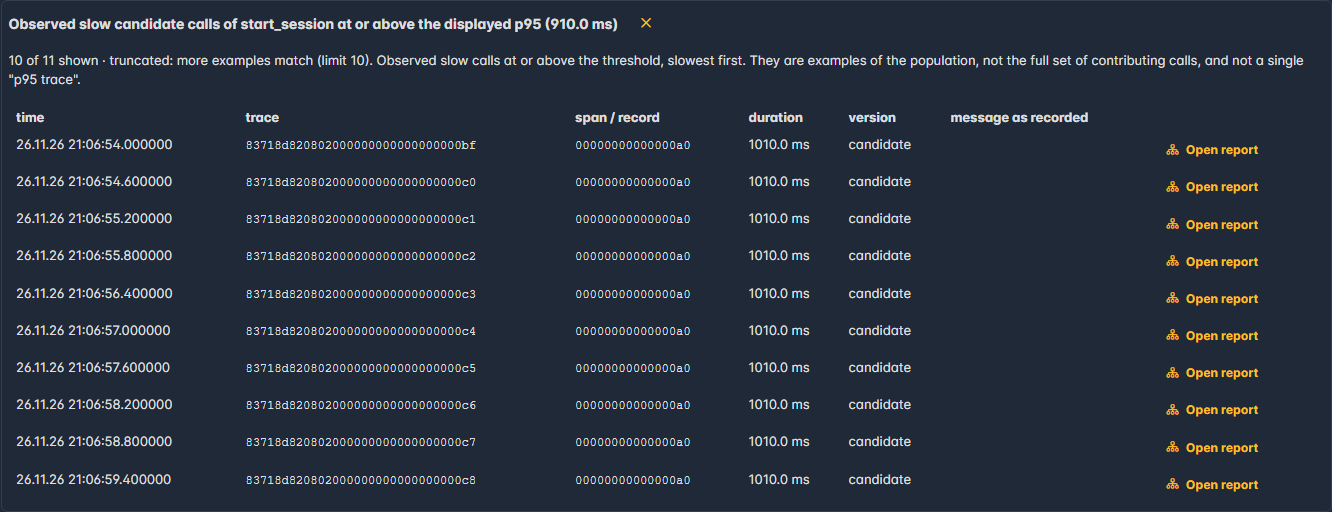 Observed slow candidate calls of start_session at or above the displayed p95 (910.0 ms) ×
10 of 11 shown · truncated: more examples match (limit 10). Observed slow calls at or above the threshold, slowest first. They are examples of the population, not the full set of contributing calls, and not a single
"p95 trace".
time trace span / record duration version message as recorded
26.11.26 21:06:54.000000 83718d820802000000000000000000bf 00000000000000a0 1010.0 ms candidate Open report
26.11.26 21:06:54.600000 83718d820802000000000000000000c0 00000000000000a0 1010.0 ms candidate Open report
26.11.26 21:06:55.200000 83718d820802000000000000000000c1 00000000000000a0 1010.0 ms candidate Open report
26.11.26 21:06:55.800000 83718d820802000000000000000000c2 00000000000000a0 1010.0 ms candidate Open report
26.11.26 21:06:56.400000 83718d820802000000000000000000c3 00000000000000a0 1010.0 ms candidate Open report
26.11.26 21:06:57.000000 83718d820802000000000000000000c4 00000000000000a0 1010.0 ms candidate Open report
26.11.26 21:06:57.600000 83718d820802000000000000000000c5 00000000000000a0 1010.0 ms candidate Open report
26.11.26 21:06:58.200000 83718d820802000000000000000000c6 00000000000000a0 1010.0 ms candidate Open report
26.11.26 21:06:58.800000 83718d820802000000000000000000c7 00000000000000a0 1010.0 ms candidate Open report
26.11.26 21:06:59.400000 83718d820802000000000000000000c8 00000000000000a0 1010.0 ms candidate Open report